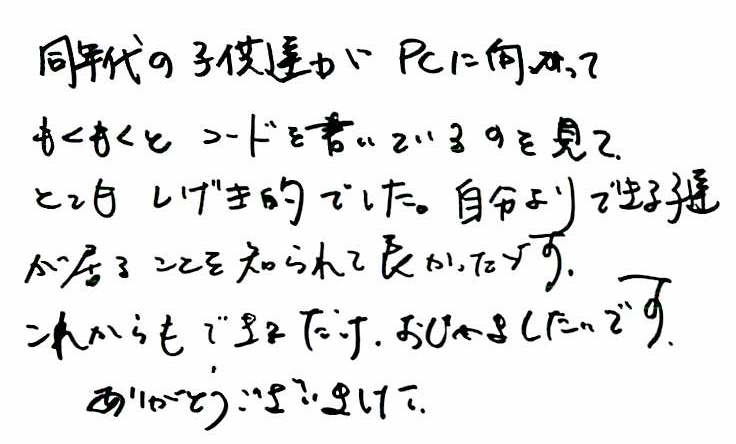 同年代の子供達が PCに向かって
もくもくと コードを書いているのを見て、
とても しげき的でした。自分よりできる子達
が居ることを知られて良かったです。
これからもできるだけ、おじゃましたいです。
ありがとうございました。